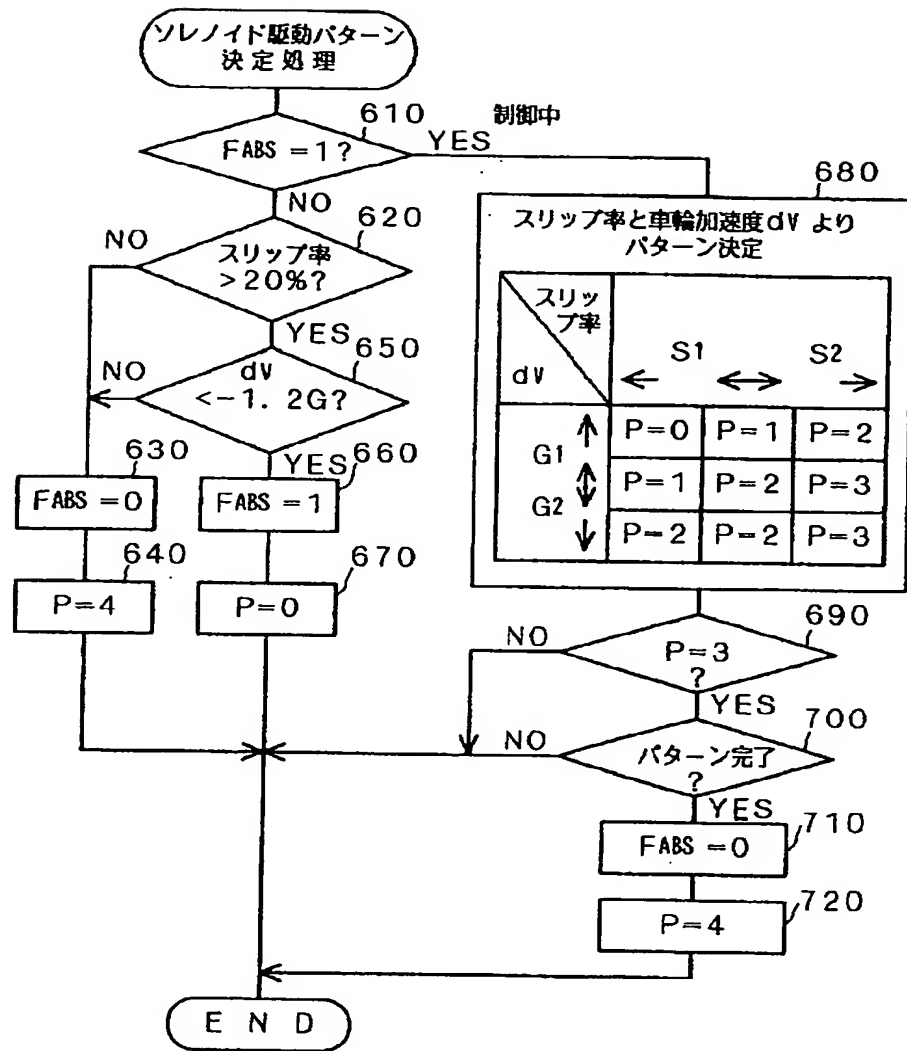 ソレノイド駆動パターン
決定処理
610
制御中
FABS=1?
YES
NO
620
NO
スリップ率
>20%?
YES
650
NO
dV
<-1.2G?
YES
630
FABS=0
660
FABS=1
640
P=4
670
P=0
680
スリップ率と車輪加速度dVより
パターン決定
スリッ
プ率
dV
← S1 ←→ S2 →
G1
G2
↑
↕
↓
P=0 P=1 P=2
P=1 P=2 P=3
P=2 P=2 P=3
690
NO
P=3
?
YES
700
NO
パターン完了
?
YES
710
FABS=0
720
P=4
END